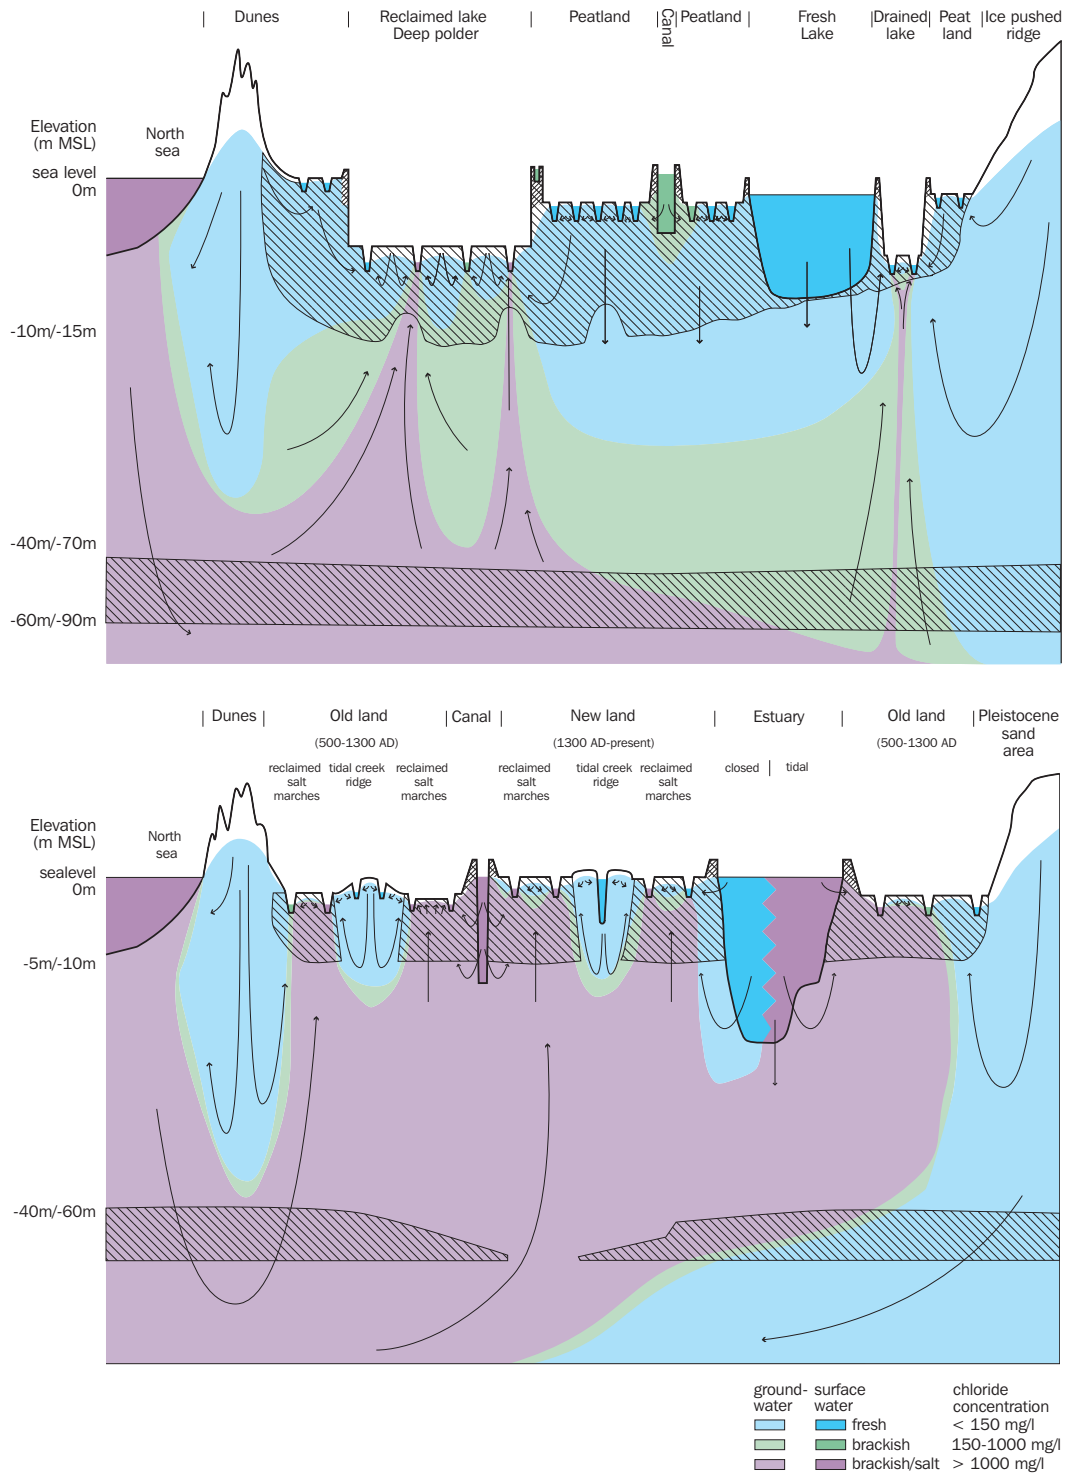 Dunes
Reclaimed lake
Deep polder
Peatland
Canal
Peatland
Fresh
Lake
Drained
lake
Peat
land
Ice pushed
ridge
Elevation
(m MSL)
North
sea
sea level
0m
-10m/-15m
-40m/-70m
-60m/-90m
Dunes
Old land
(500-1300 AD)
Canal
New land
(1300 AD-present)
Estuary
Old land
(500-1300 AD
Pleistocene
sand
area
reclaimed
salt
marches
tidal creek
ridge
reclaimed
salt
marches
reclaimed
salt
marches
tidal creek
ridge
reclaimed
salt
marches
closed
tidal
Elevation
(m MSL)
North
sea
sealevel
0m
-5m/-10m
-40m/-60m
ground-
water
surface
water
chloride
concentration
fresh
< 150 mg/l
brackish
150-1000 mg/l
brackish/salt
> 1000 mg/l